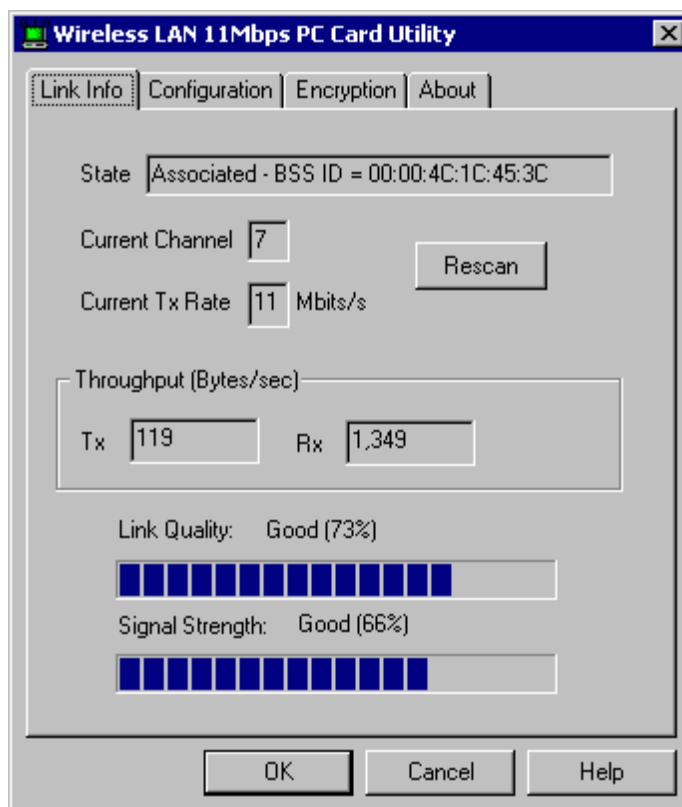 Wireless LAN 11Mbps PC Card Utility
Link Info Configuration Encryption About
State Associated - BSS ID = 00:00:4C:1C:45:3C
Current Channel 7
Rescan
Current Tx Rate 11 Mbits/s
Throughput (Bytes/sec)
Tx 119 Rx 1,349
Link Quality: Good (73%)
Signal Strength: Good (66%)
OK Cancel Help